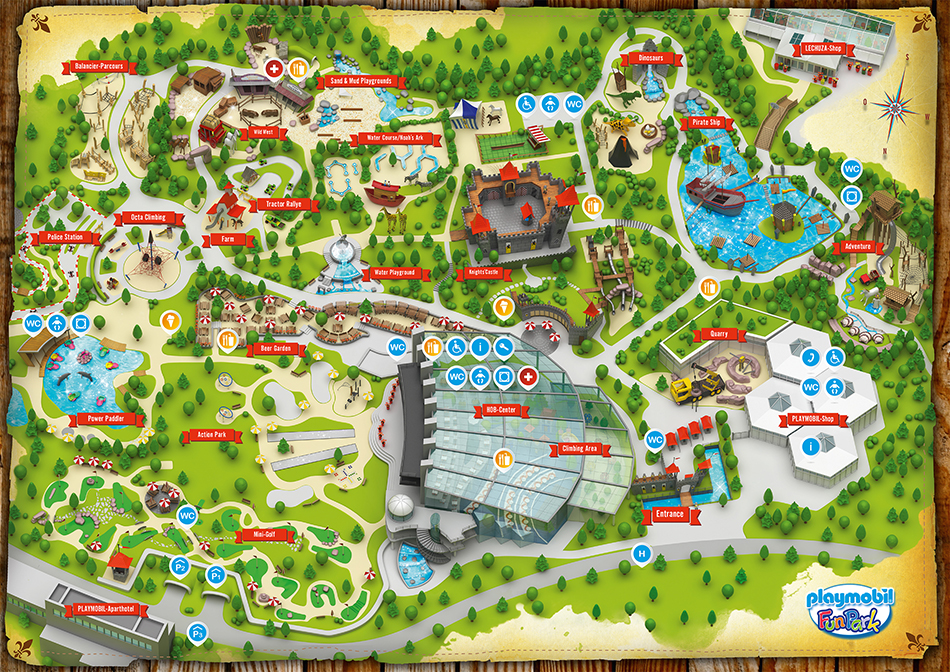 LECHUZA-Shop
Dinosaurs
Balancier-Parcours
Sand & Mud Playgrounds
WC
Pirate Ship
Wild West
Water Course/Noah's Ark
WC
Tractor Rallye
Octa Climbing
Police Station
Farm
Adventure
Water Playground
Knights' Castle
WC
WC
Quarry
Beer Garden
i
WC
WC
HOB-Center
Power Paddler
PLAYMOBIL-Shop
Action Park
WC
Climbing Area
i
WC
Entrance
Mini-Golf
H
P2
P1
PLAYMOBIL-Aparthotel
P3
playmobil
FunPark